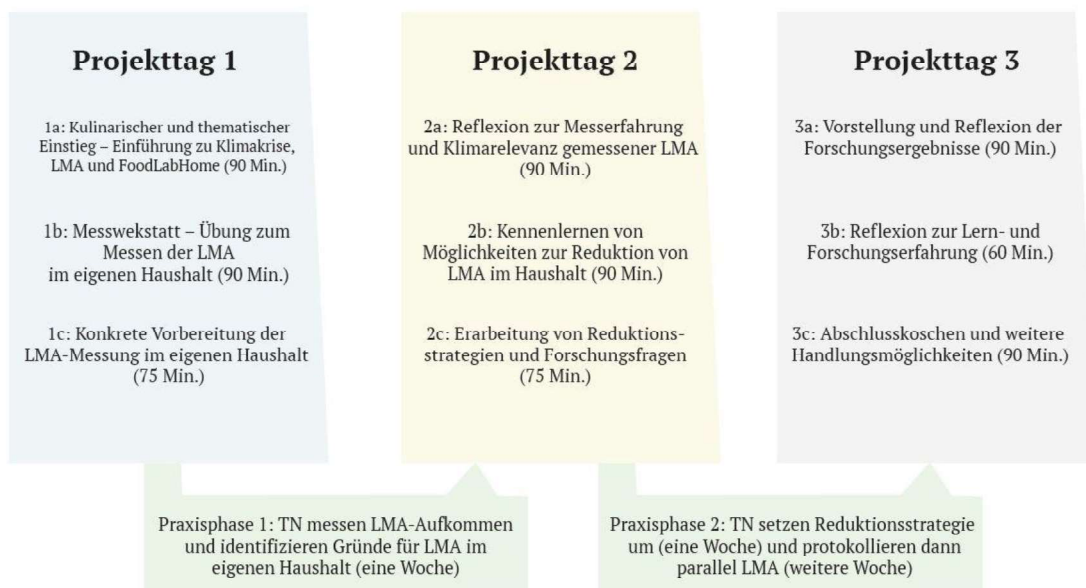 Projekttag 1
1a: Kulinarischer und thematischer
Einstieg – Einführung zu Klimakrise,
LMA und FoodLabHome (90 Min.)
1b: Messwekstatt – Übung zum
Messen der LMA
im eigenen Haushalt (90 Min.)
1c: Konkrete Vorbereitung der
LMA-Messung im eigenen Haushalt
(75 Min.)
Projekttag 2
2a: Reflexion zur Messerfahrung
und Klimarelevanz gemessener LMA
(90 Min.)
2b: Kennenlernen von
Möglichkeiten zur Reduktion von
LMA im Haushalt (90 Min.)
2c: Erarbeitung von Reduktions-
strategien und Forschungsfragen
(75 Min.)
Projekttag 3
3a: Vorstellung und Reflexion der
Forschungsergebnisse (90 Min.)
3b: Reflexion zur Lern- und
Forschungserfahrung (60 Min.)
3c: Abschlusskoschen und weitere
Handlungsmöglichkeiten (90 Min.)
Praxisphase 1: TN messen LMA-Aufkommen
und identifizieren Gründe für LMA im
eigenen Haushalt (eine Woche)
Praxisphase 2: TN setzen Reduktionsstrategie
um (eine Woche) und protokollieren dann
parallel LMA (weitere Woche)